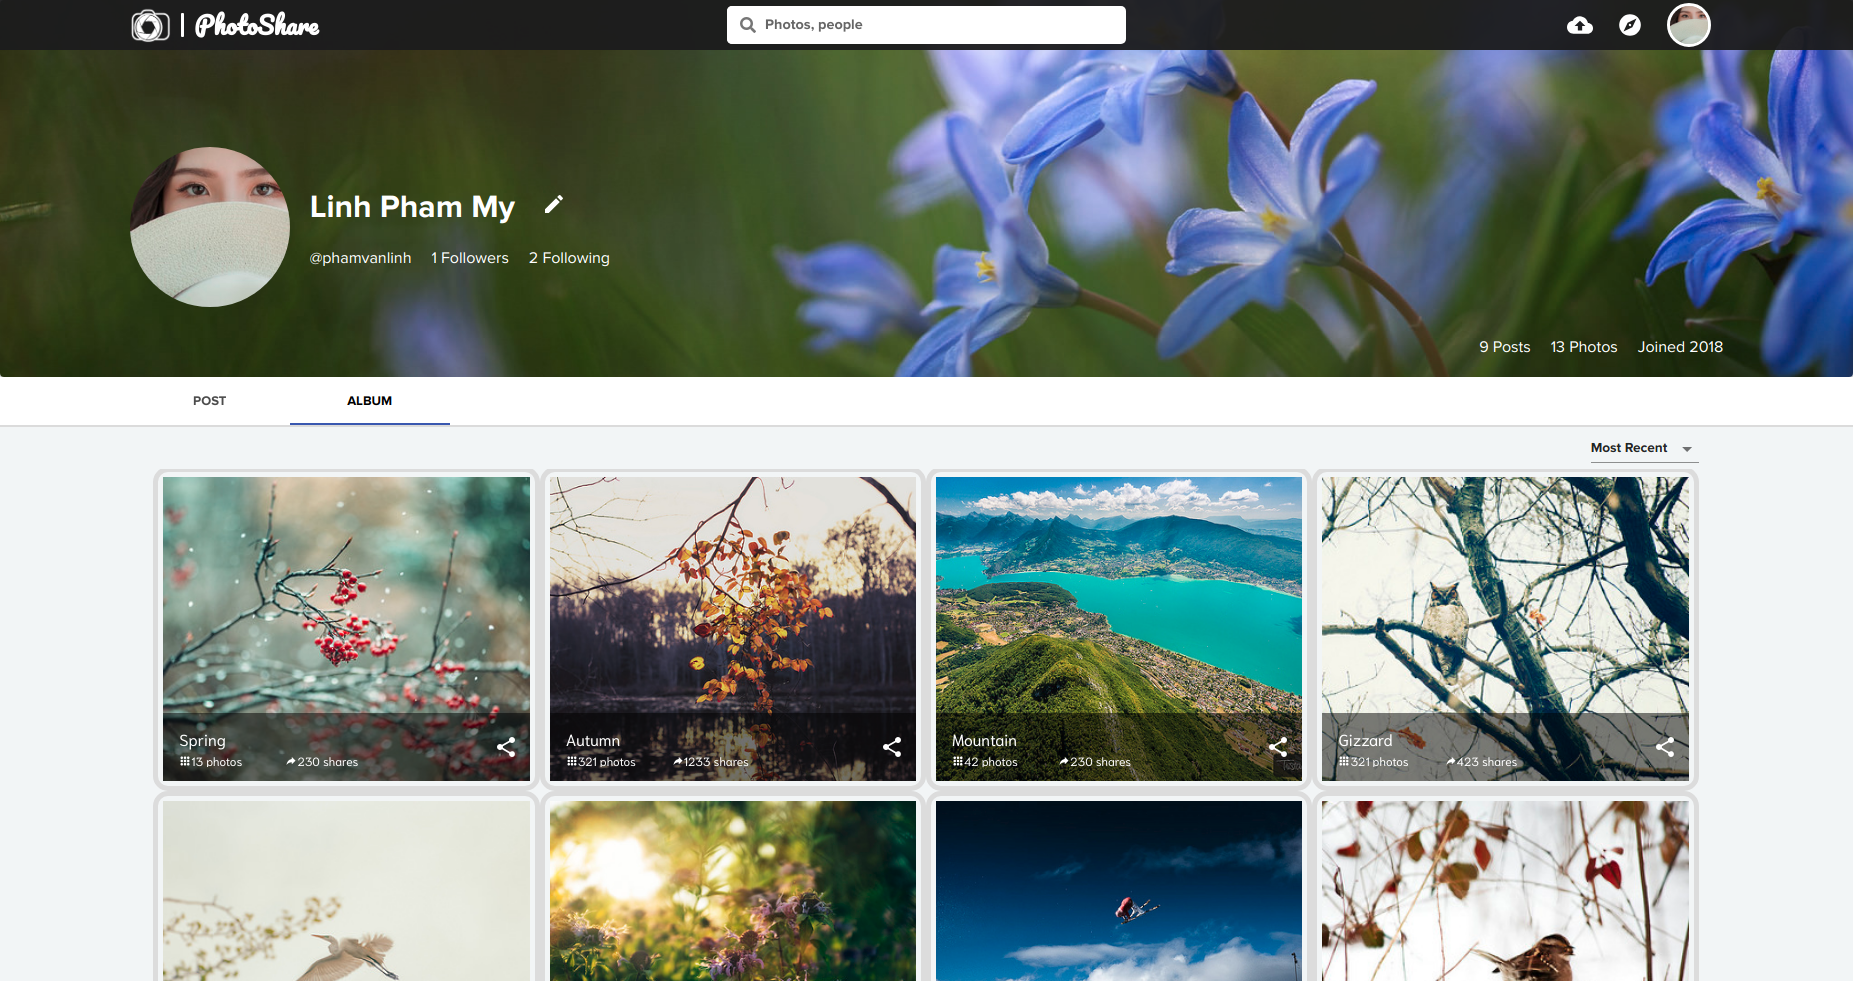 PhotoShare
Photos, people
Linh Pham My
@phamvanlinh 1 Followers 2 Following
9 Posts 13 Photos Joined 2018
POST ALBUM
Most Recent
Spring
13 photos 230 shares
Autumn
321 photos 1233 shares
Mountain
42 photos 230 shares
Gizzard
321 photos 423 shares